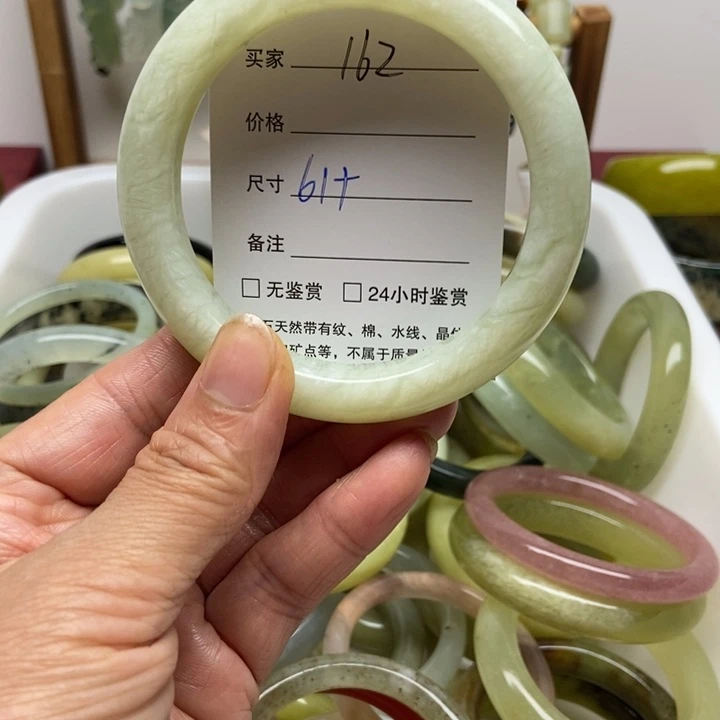 买家 162
价格
尺寸 61+
备注
无鉴赏 24小时鉴赏
天然带有纹、棉、水线、晶
矿点等，不属于质量